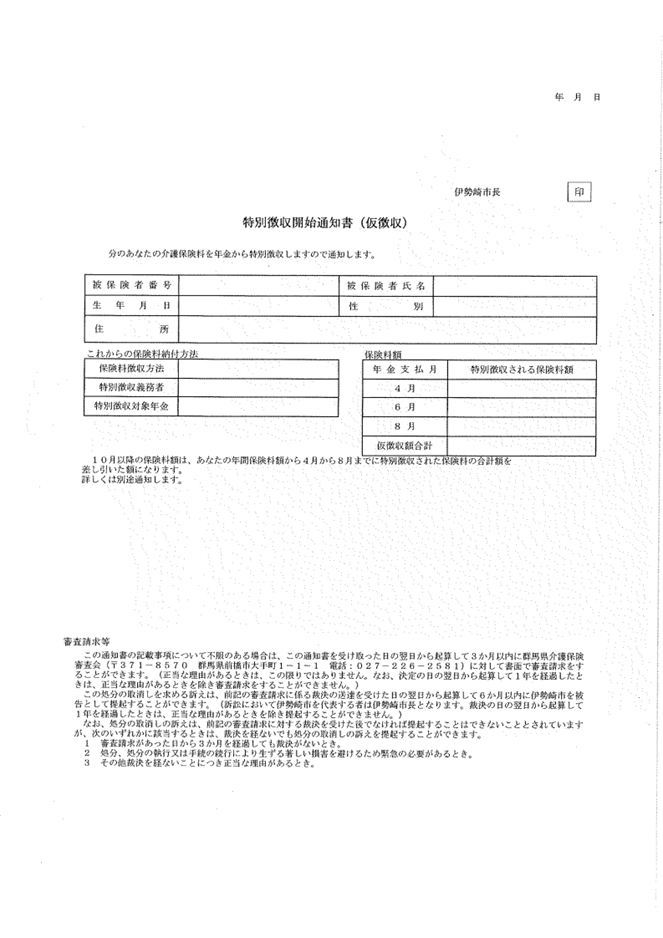 年 月 日
伊勢崎市長 印
特別徴収開始通知書（仮徴収）
分のあなたの介護保険料を年金から特別徴収しますので通知します。
被保険者番号 被保険者氏名
生年月日 性別
住所
これからの保険料納付方法 保険料額
保険料徴収方法 年金支払月 特別徴収される保険料額
特別徴収義務者 ４月
特別徴収対象年金 ６月
８月
仮徴収額合計
１０月以降の保険料額は、あなたの年間保険料額から４月から８月までに特別徴収された保険料の合計額を
差し引いた額になります。
詳しくは別途通知します。
審査請求等
この通知書の記載事項について不服のある場合は、この通知書を受け取った日の翌日から起算して３か月以内に群馬県介護保険
審査会（〒３７１－８５７０ 群馬県前橋市大手町１－１－１ 電話：０２７－２２６－２５８１）に対して書面で審査請求をす
ることができます。（正当な理由があるときは、この限りではありません。なお、決定の日の翌日から起算して１年を経過したと
きは、正当な理由があるときを除き審査請求をすることができません。）
この処分の取消しを求める訴えは、前記の審査請求に係る裁決の送達を受けた日の翌日から起算して６か月以内に伊勢崎市を被
告として提起することができます。（訴訟において伊勢崎市を代表する者は伊勢崎市長となります。裁決の日の翌日から起算して
１年を経過したときは、正当な理由があるときを除き提起することができません。）
なお、処分の取消しの訴えは、前記の審査請求に対する裁決を受けた後でなければ提起することはできないこととされています
が、次のいずれかに該当するときは、裁決を経ないでも処分の取消しの訴えを提起することができます。
１ 審査請求があった日から３か月を経過しても裁決がないとき。
２ 処分、処分の執行又は手続の続行により生ずる著しい損害を避けるため緊急の必要があるとき。
３ その他裁決を経ないことにつき正当な理由があるとき。